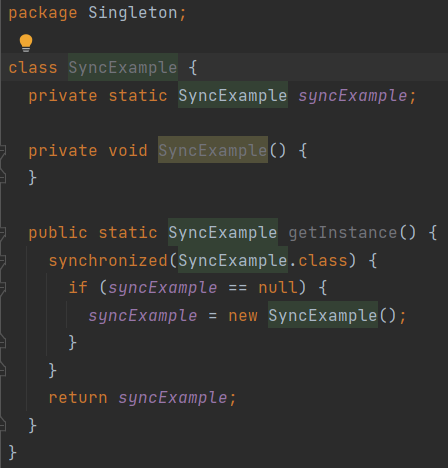 package Singleton;
class SyncExample {
private static SyncExample syncExample;
private void SyncExample() {
}
public static SyncExample getInstance() {
synchronized(SyncExample.class) {
if (syncExample == null) {
syncExample = new SyncExample();
}
}
return syncExample;
}
}